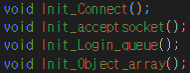 void Init_Connect();
void Init_acceptsocket();
void Init_Login_queue();
void Init_Object_array();